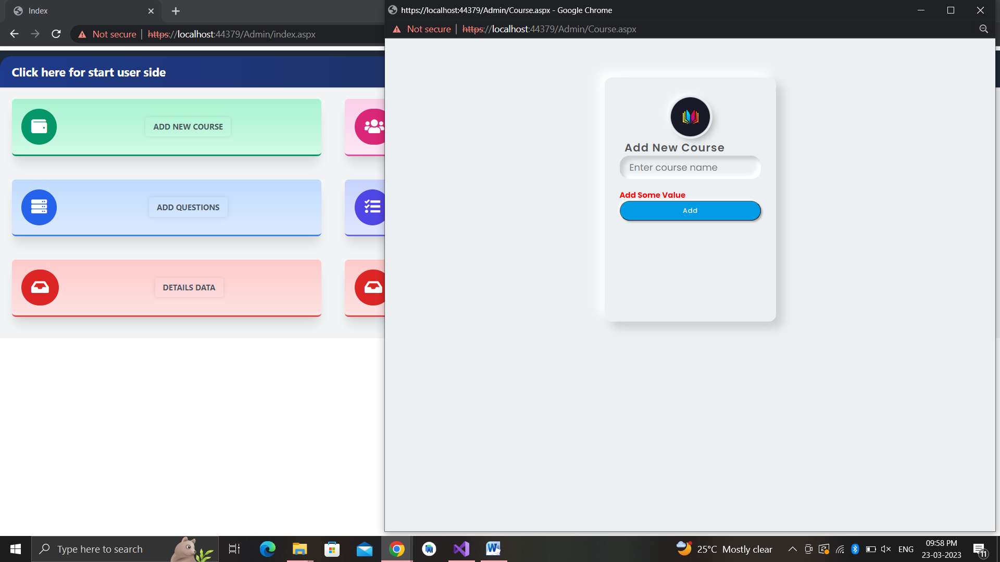 Index
Not secure | https://localhost:44379/Admin/index.aspx
Click here for start user side
ADD NEW COURSE
ADD QUESTIONS
DETAILS DATA
https://localhost:44379/Admin/Course.aspx - Google Chrome
Not secure | https://localhost:44379/Admin/Course.aspx
Add New Course
Enter course name
Add Some Value
Add
Type here to search
25°C Mostly clear
ENG
09:58 PM
23-03-2023
11